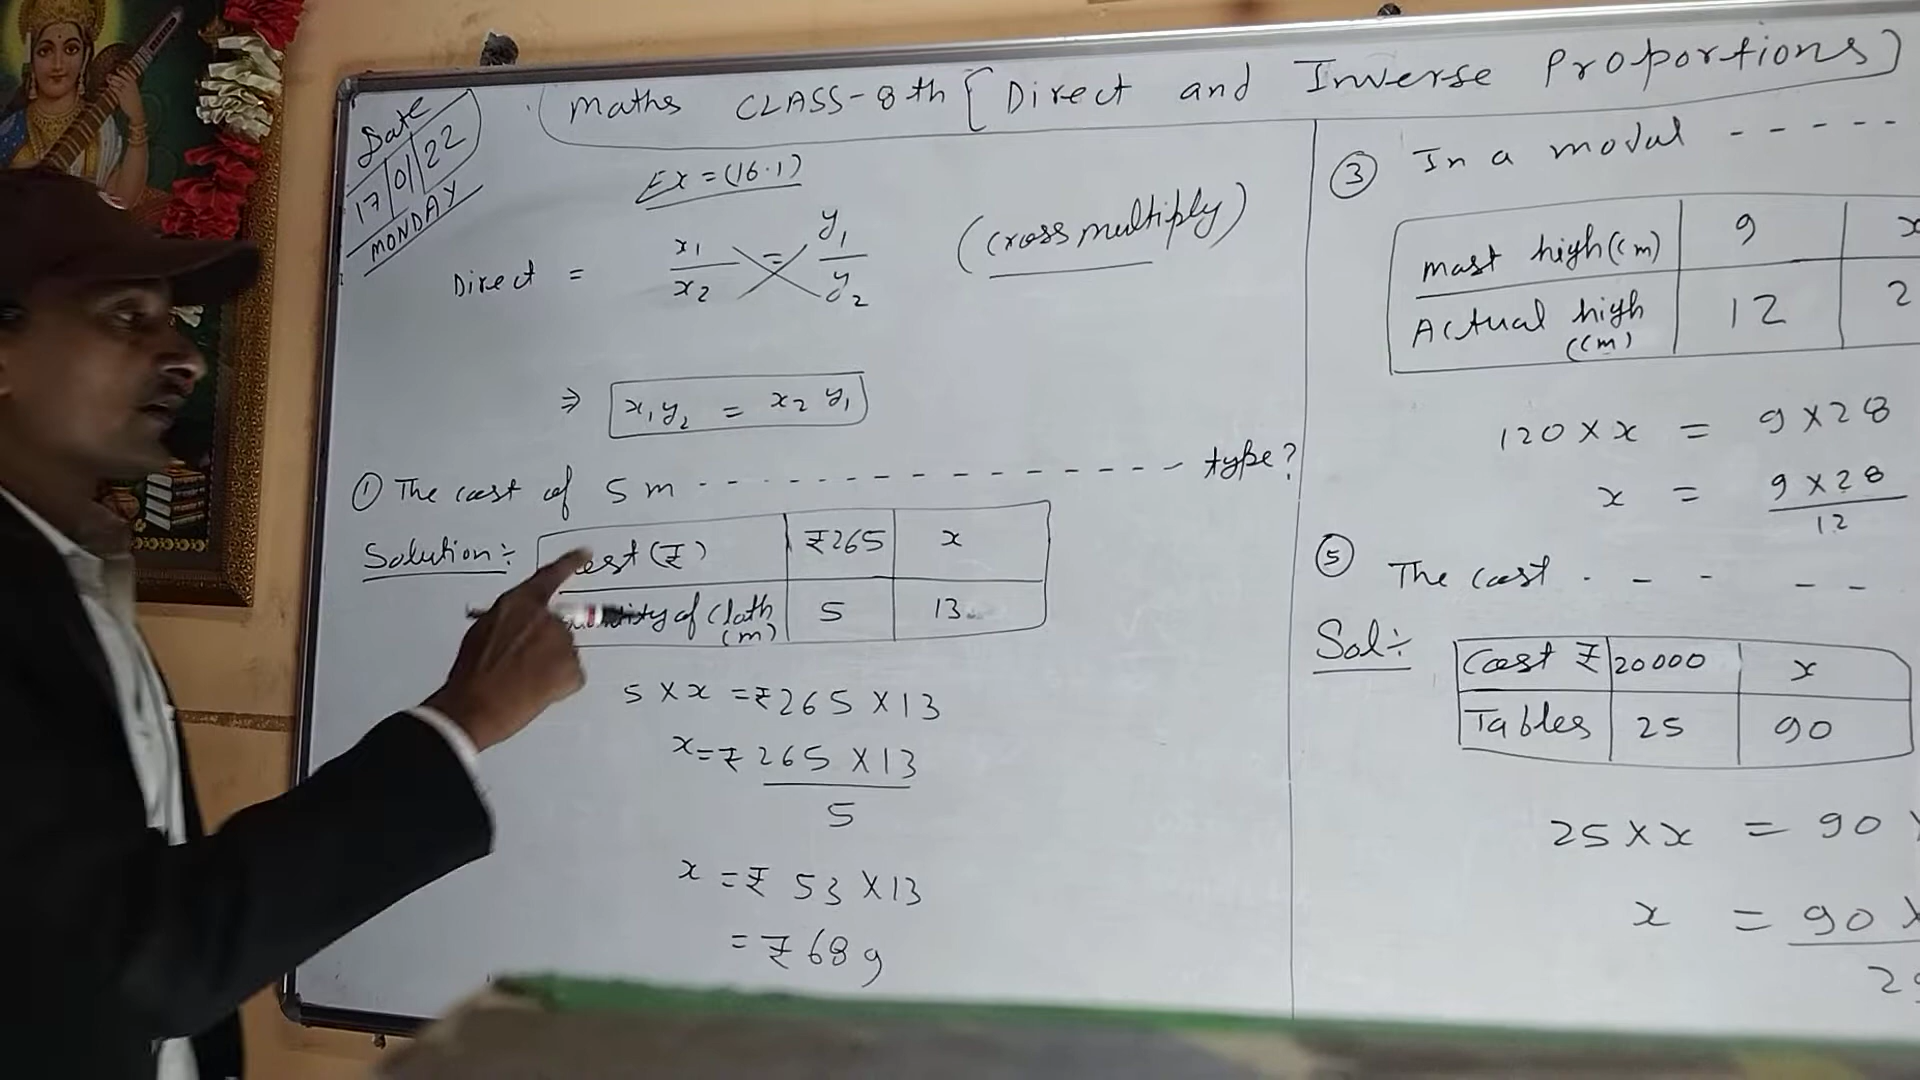 Maths CLASS-8th [Direct and Inverse Proportions]
Date
17/01/22
MONDAY
Ex = (16.1)
Direct = x₁/x₂ = y₁/y₂ (cross multiply)
⇒ x₁y₂ = x₂y₁
① The cost of 5m - - - - - - - - - - - - - - type?
Solution:- Cost (₹) ₹265 x
of Cloth (m) 5 13
5 × x = ₹265 × 13
x = ₹ 265 × 13
5
x = ₹ 53 × 13
= ₹ 689
③ In a modal - - - - -
mast high (cm) 9 x
Actual high (cm) 12 2
120 × x = 9 × 28
x = 9 × 28
12
⑤ The cost - - - - -
Sol:- Cost ₹ 20000 x
Tables 25 90
25 × x = 90 ×
x = 90 ×